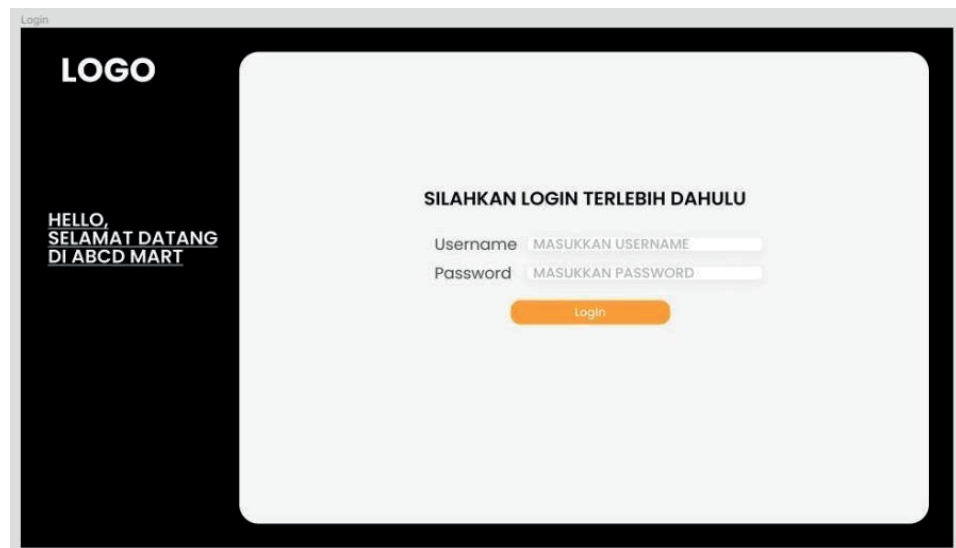 Login
LOGO
HELLO,
SELAMAT DATANG
DI ABCD MART
SILAHKAN LOGIN TERLEBIH DAHULU
Username MASUKKAN USERNAME
Password MASUKKAN PASSWORD
Login